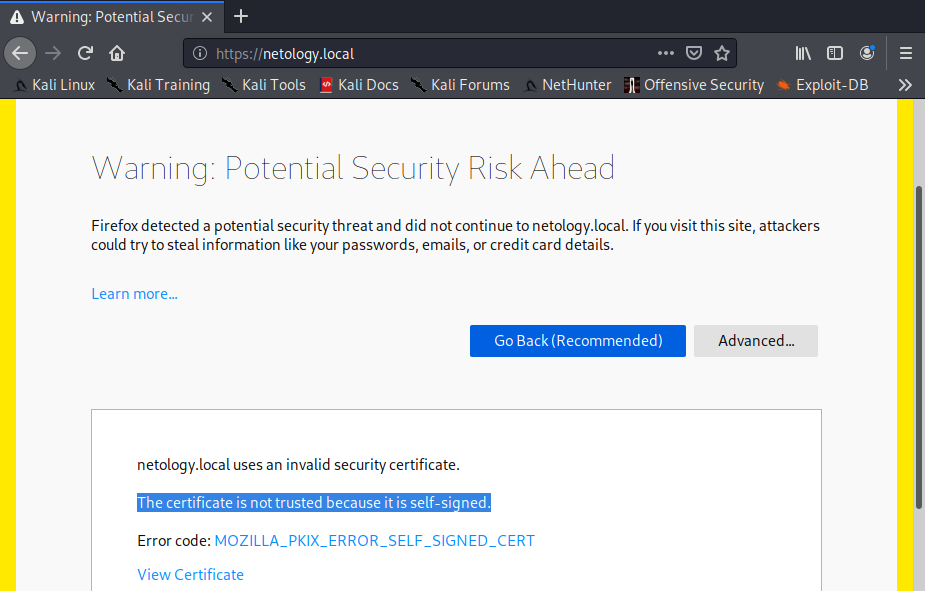 Warning: Potential Secur
https://netology.local
Kali Linux Kali Training Kali Tools Kali Docs Kali Forums NetHunter Offensive Security Exploit-DB
Warning: Potential Security Risk Ahead
Firefox detected a potential security threat and did not continue to netology.local. If you visit this site, attackers
could try to steal information like your passwords, emails, or credit card details.
Learn more...
Go Back (Recommended) Advanced...
netology.local uses an invalid security certificate.
The certificate is not trusted because it is self-signed.
Error code: MOZILLA_PKIX_ERROR_SELF_SIGNED_CERT
View Certificate